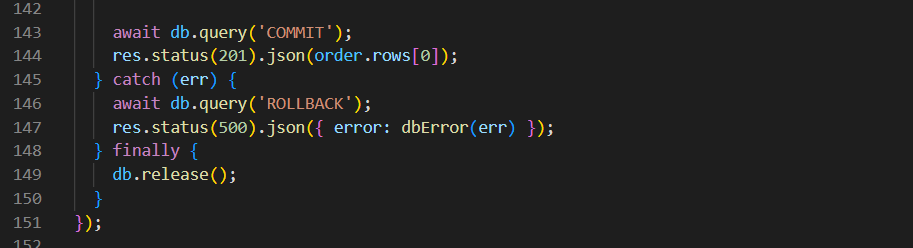 142
143 await db.query('COMMIT');
144 res.status(201).json(order.rows[0]);
145 } catch (err) {
146 await db.query('ROLLBACK');
147 res.status(500).json({ error: dbError(err) });
148 } finally {
149 db.release();
150 }
151 });
152